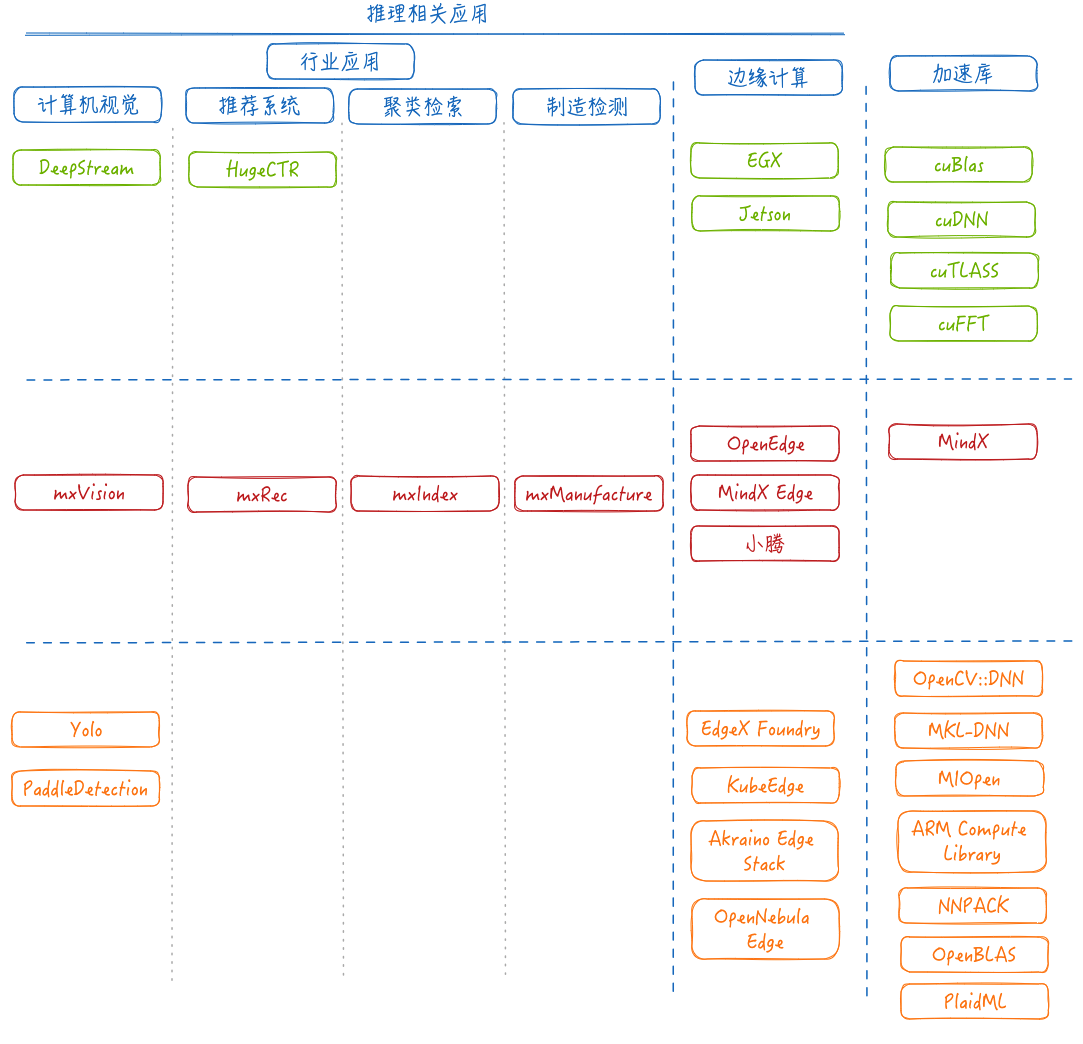 推理相关应用
行业应用
边缘计算
加速库
计算机视觉
推荐系统
聚类检索
制造检测
DeepStream
HugeCTR
EGX
Jetson
cuBlas
cuDNN
cuTLASS
cuFFT
mxVision
mxRec
mxIndex
mxManufacture
OpenEdge
MindX Edge
小腾
MindX
Yolo
PaddleDetection
EdgeX Foundry
KubeEdge
Akraino Edge
Stack
OpenNebula
Edge
OpenCV::DNN
MKL-DNN
MIOpen
ARM Compute
Library
NNPACK
OpenBLAS
PlaidML